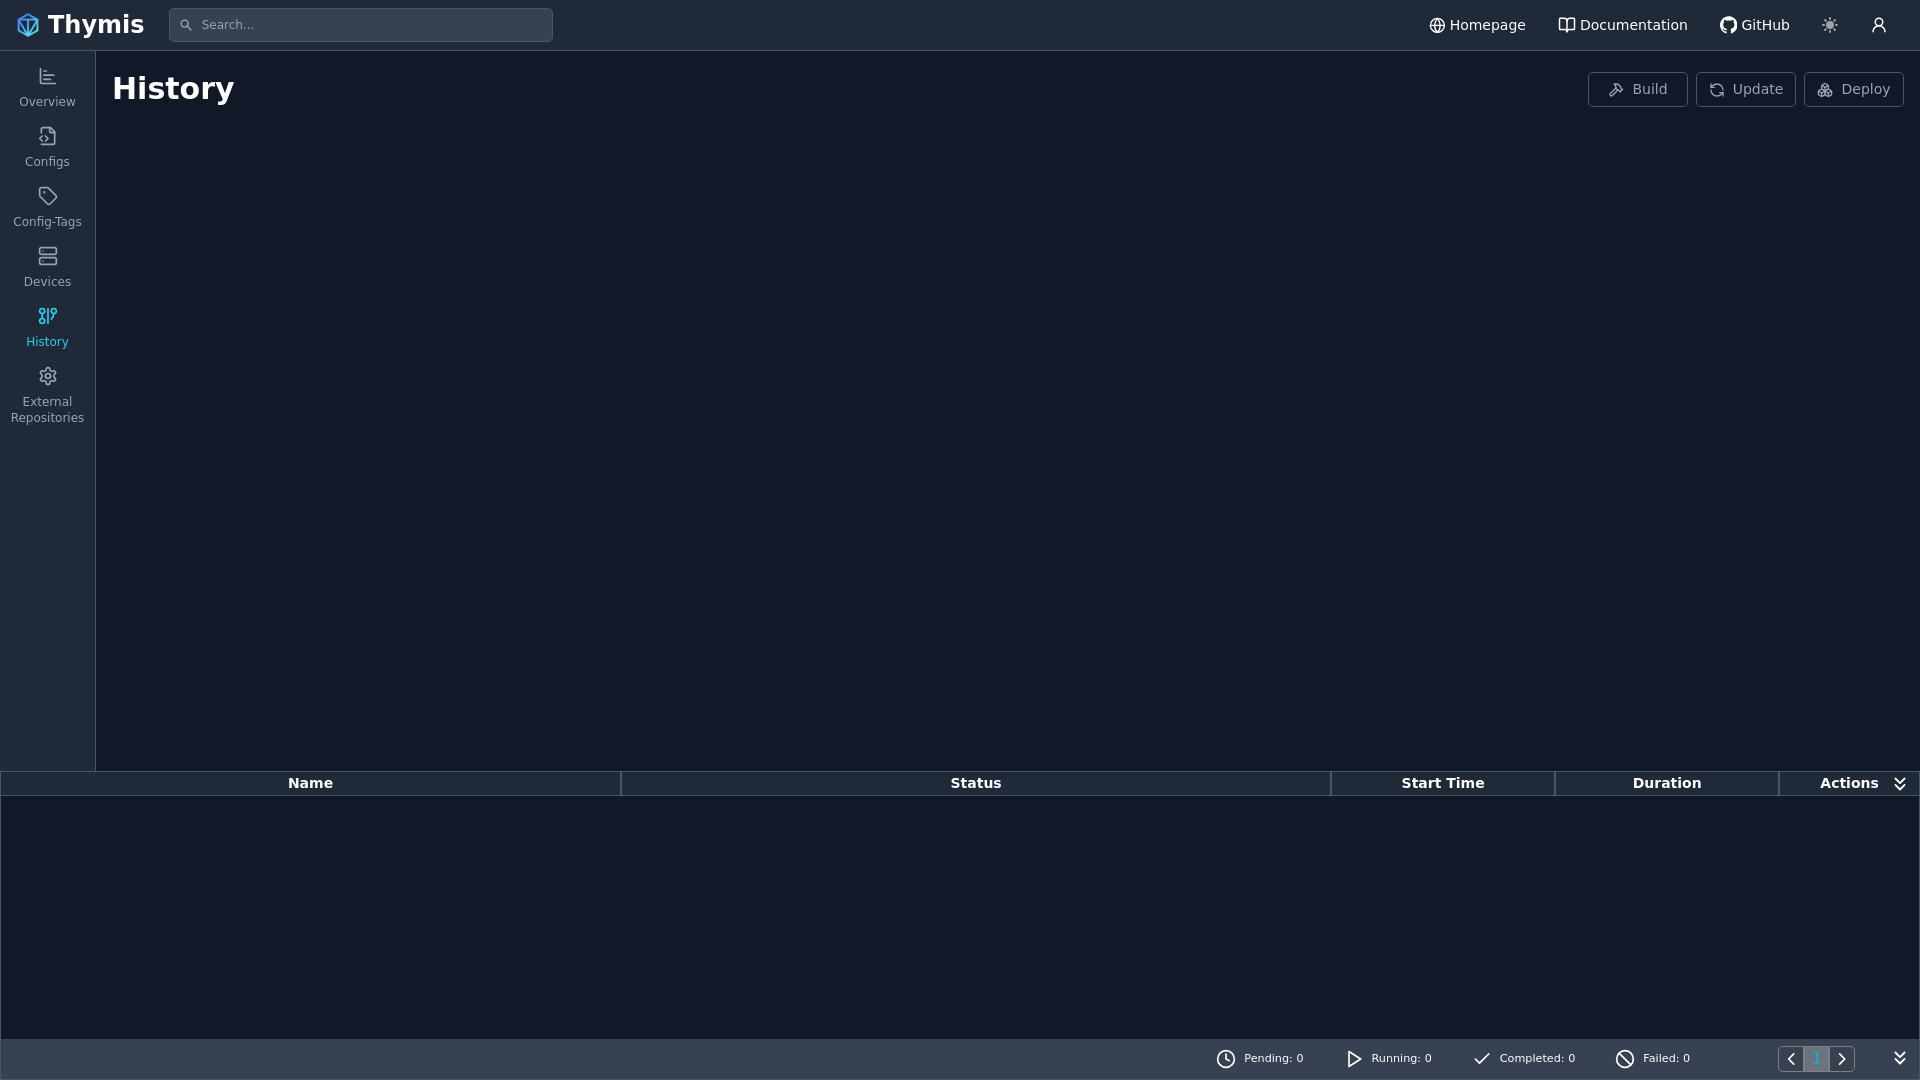 Thymis
Search...
Homepage
Documentation
GitHub
Overview
Configs
Config-Tags
Devices
History
External
Repositories
History
Build
Update
Deploy
Name
Status
Start Time
Duration
Actions
Pending: 0
Running: 0
Completed: 0
Failed: 0
1